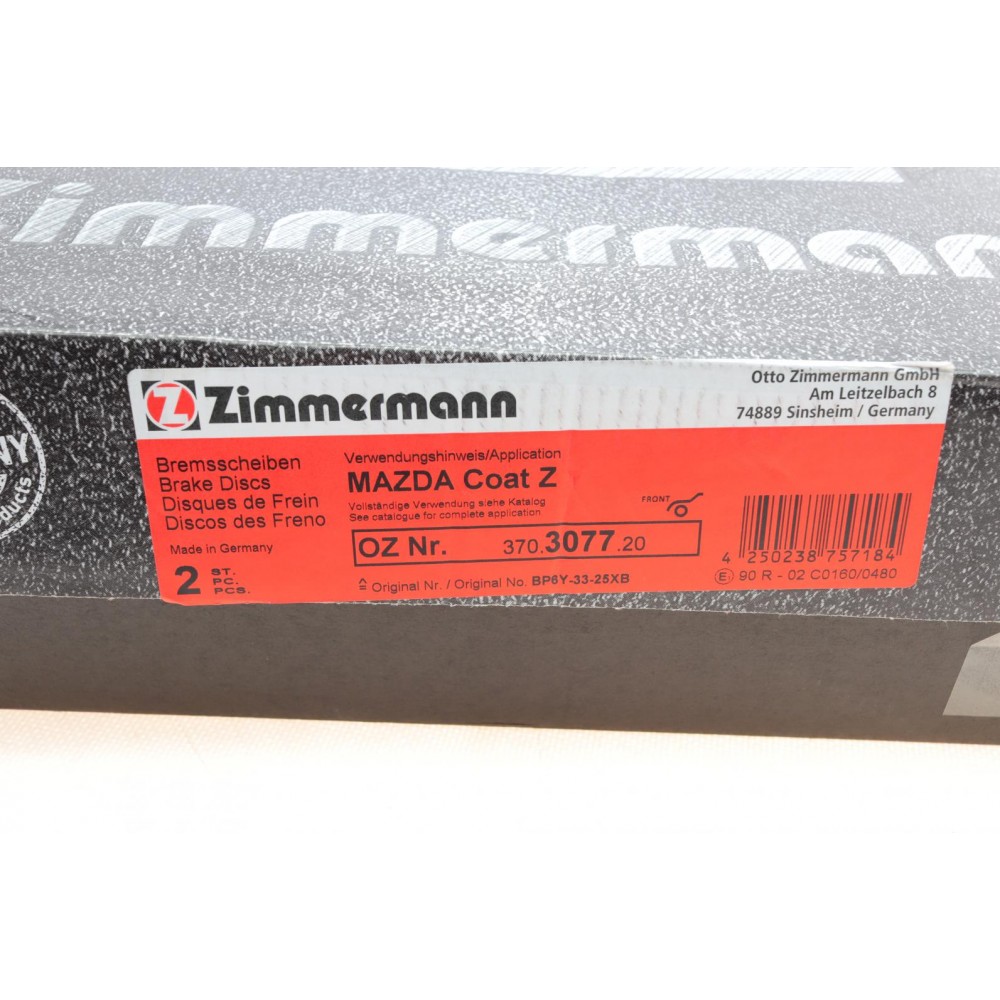 Zimmermann
NY
ducts
Zimmermann
Otto Zimmermann GmbH
Am Leitzelbach 8
74889 Sinsheim / Germany
Bremsscheiben
Brake Discs
Disques de Frein
Discos des Freno
Made in Germany
2 ST.
PC.
PCS.
Verwendungshinweis/Application
MAZDA Coat Z
Vollständige Verwendung siehe Katalog
See catalogue for complete application.
FRONT
OZ Nr. 370.3077.20
≙ Original Nr. / Original No. BP6Y-33-25XB
4 250238 757184
E1 90 R - 02 C0160/0480